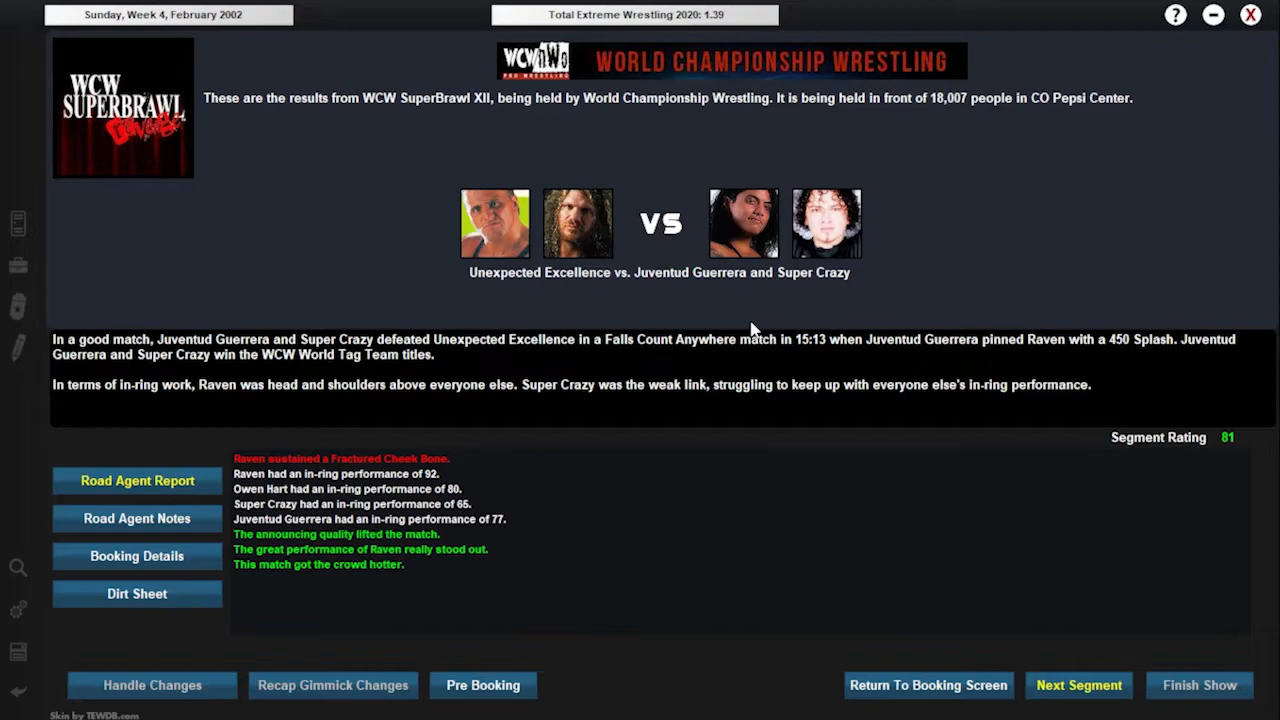 Sunday, Week 4, February 2002
Total Extreme Wrestling 2020: 1.39
?
X
WCW nWo PRO WRESTLING
WORLD CHAMPIONSHIP WRESTLING
WCW
SUPERBRAWL
revenge
These are the results from WCW SuperBrawl XII, being held by World Championship Wrestling. It is being held in front of 18,007 people in CO Pepsi Center.
VS
Unexpected Excellence vs. Juventud Guerrera and Super Crazy
In a good match, Juventud Guerrera and Super Crazy defeated Unexpected Excellence in a Falls Count Anywhere match in 15:13 when Juventud Guerrera pinned Raven with a 450 Splash. Juventud
Guerrera and Super Crazy win the WCW World Tag Team titles.
In terms of in-ring work, Raven was head and shoulders above everyone else. Super Crazy was the weak link, struggling to keep up with everyone else's in-ring performance.
Segment Rating 81
Road Agent Report
Road Agent Notes
Booking Details
Dirt Sheet
Raven sustained a Fractured Cheek Bone.
Raven had an in-ring performance of 92.
Owen Hart had an in-ring performance of 80.
Super Crazy had an in-ring performance of 65.
Juventud Guerrera had an in-ring performance of 77.
The announcing quality lifted the match.
The great performance of Raven really stood out.
This match got the crowd hotter.
Handle Changes
Recap Gimmick Changes
Pre Booking
Return To Booking Screen
Next Segment
Finish Show
Skin by TEWDB.com